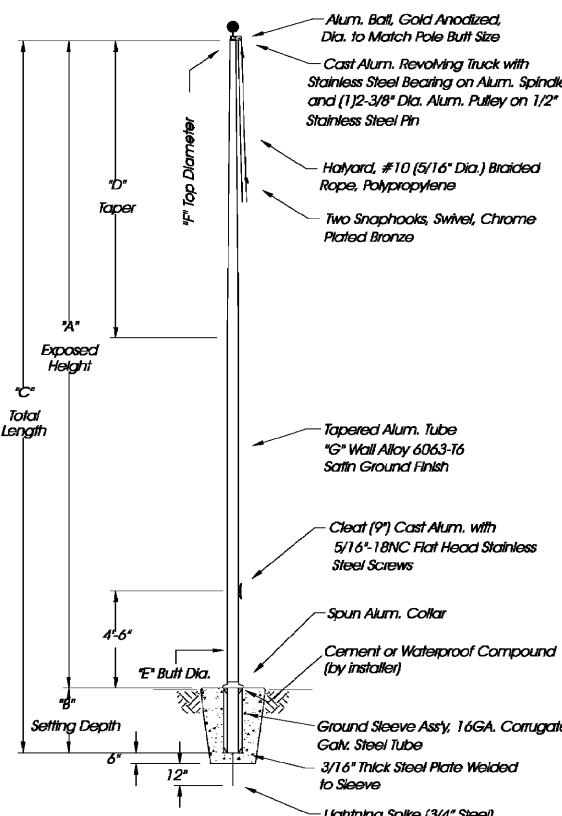 Alum. Ball, Gold Anodized,
Dia. to Match Pole Butt Size
Cast Alum. Revolving Truck with
Stainless Steel Bearing on Alum. Spindle
and (1)2-3/8" Dia. Alum. Pulley on 1/2"
Stainless Steel Pin
"F" Top Diameter
"D"
Taper
Halyard, #10 (5/16" Dia.) Braided
Rope, Polypropylene
Two Snaphooks, Swivel, Chrome
Plated Bronze
"A"
Exposed
Height
"C"
Total
Length
Tapered Alum. Tube
"G" Wall Alloy 6063-T6
Satin Ground Finish
Cleat (9") Cast Alum. with
5/16"-18NC Flat Head Stainless
Steel Screws
4'-6"
Spun Alum. Collar
"E" Butt Dia.
Cement or Waterproof Compound
(by installer)
"B"
Setting Depth
Ground Sleeve Ass'y, 16GA. Corrugate
Galv. Steel Tube
6"
12"
3/16" Thick Steel Plate Welded
to Sleeve
Lightning Spike (3/4" Steel)